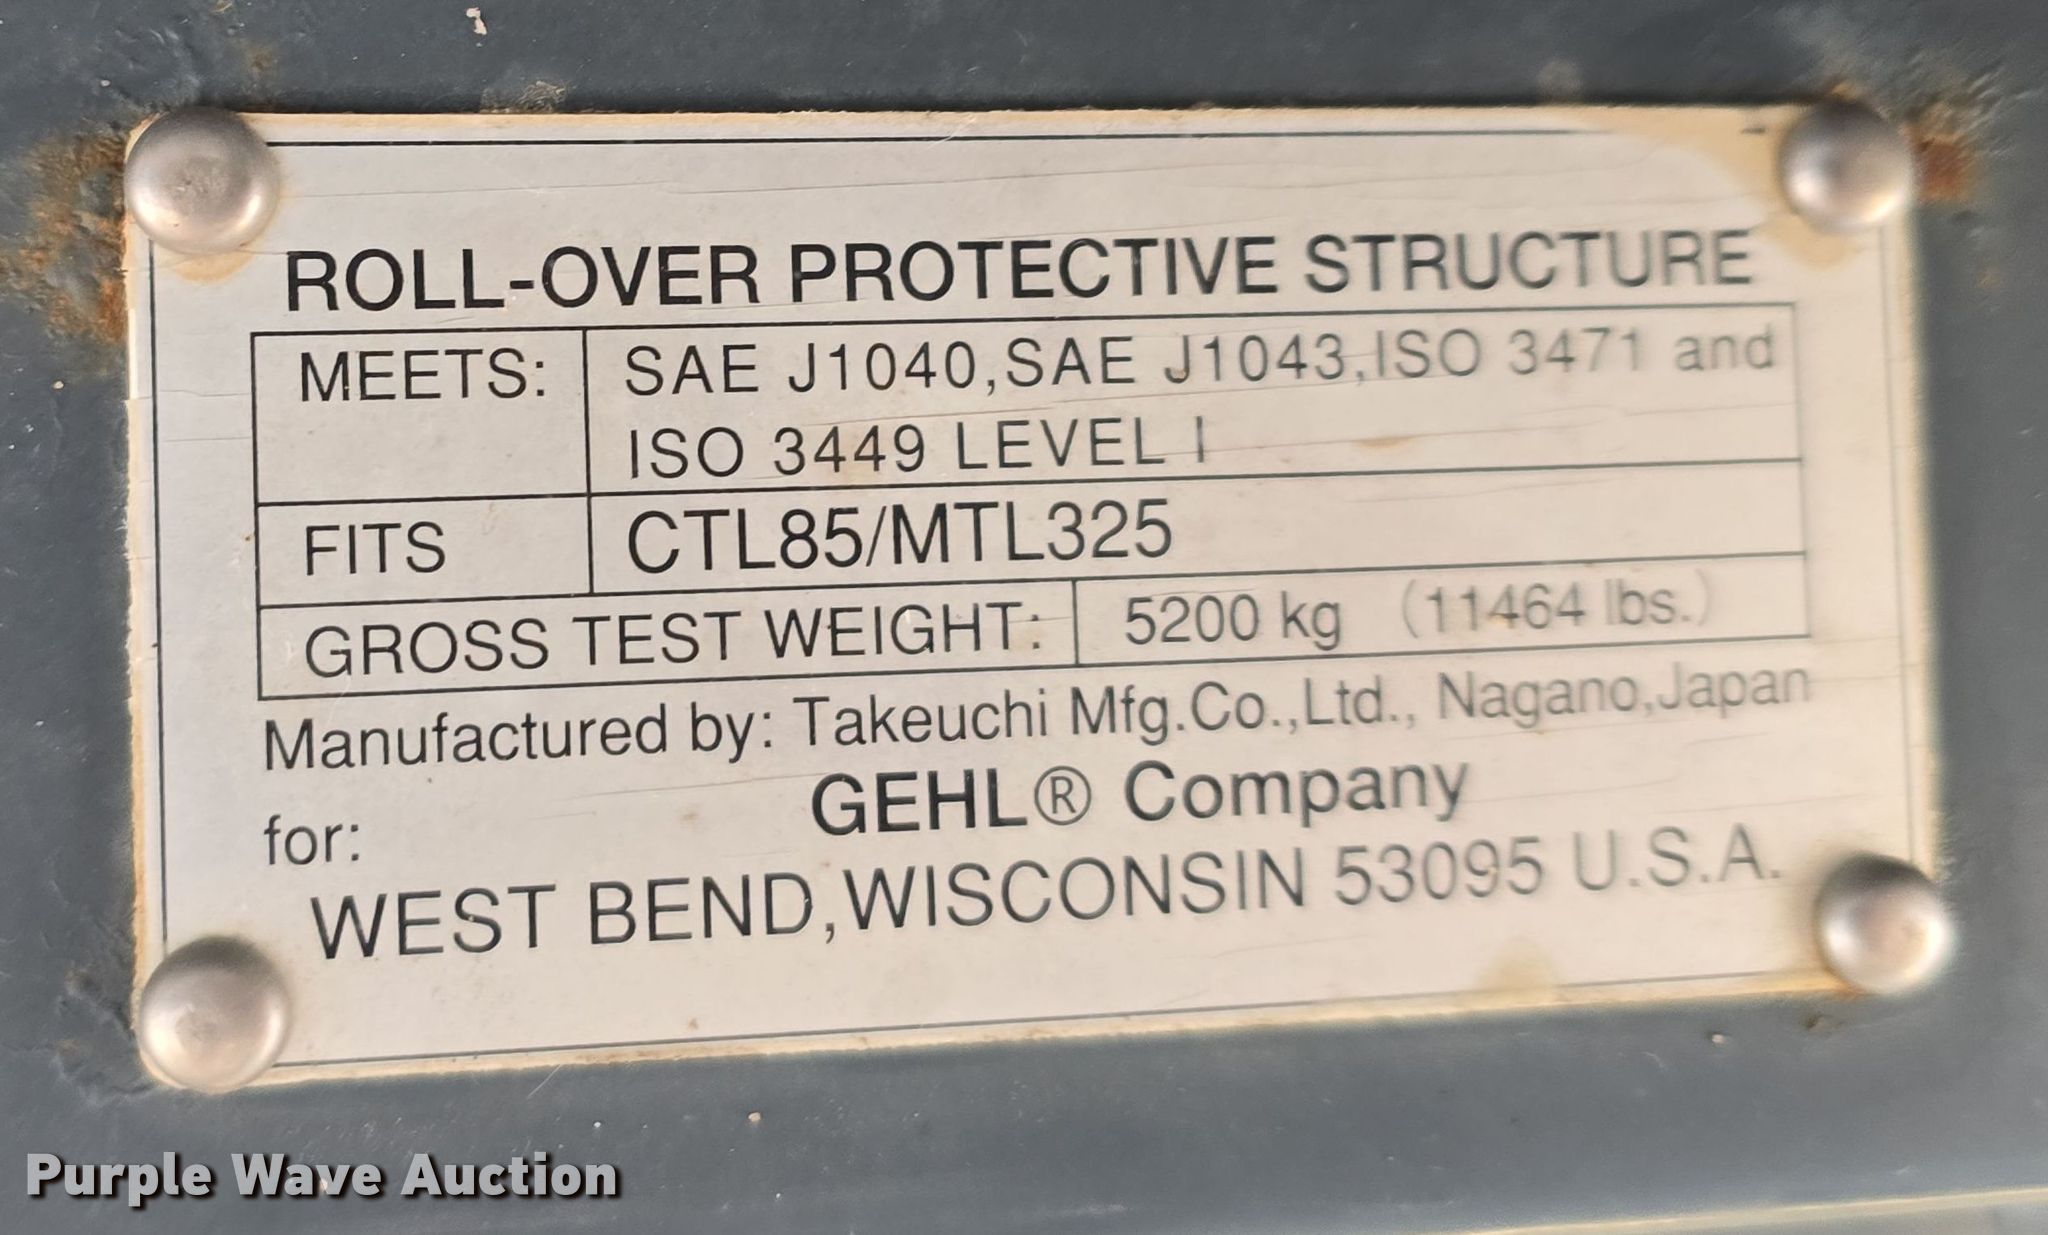 ROLL-OVER PROTECTIVE STRUCTURE
MEETS: SAE J1040,SAE J1043,ISO 3471 and
ISO 3449 LEVEL I
FITS CTL85/MTL325
GROSS TEST WEIGHT: 5200 kg (11464 lbs.)
Manufactured by: Takeuchi Mfg.Co.,Ltd., Nagano,Japan
for: GEHL® Company
WEST BEND,WISCONSIN 53095 U.S.A.
Purple Wave Auction